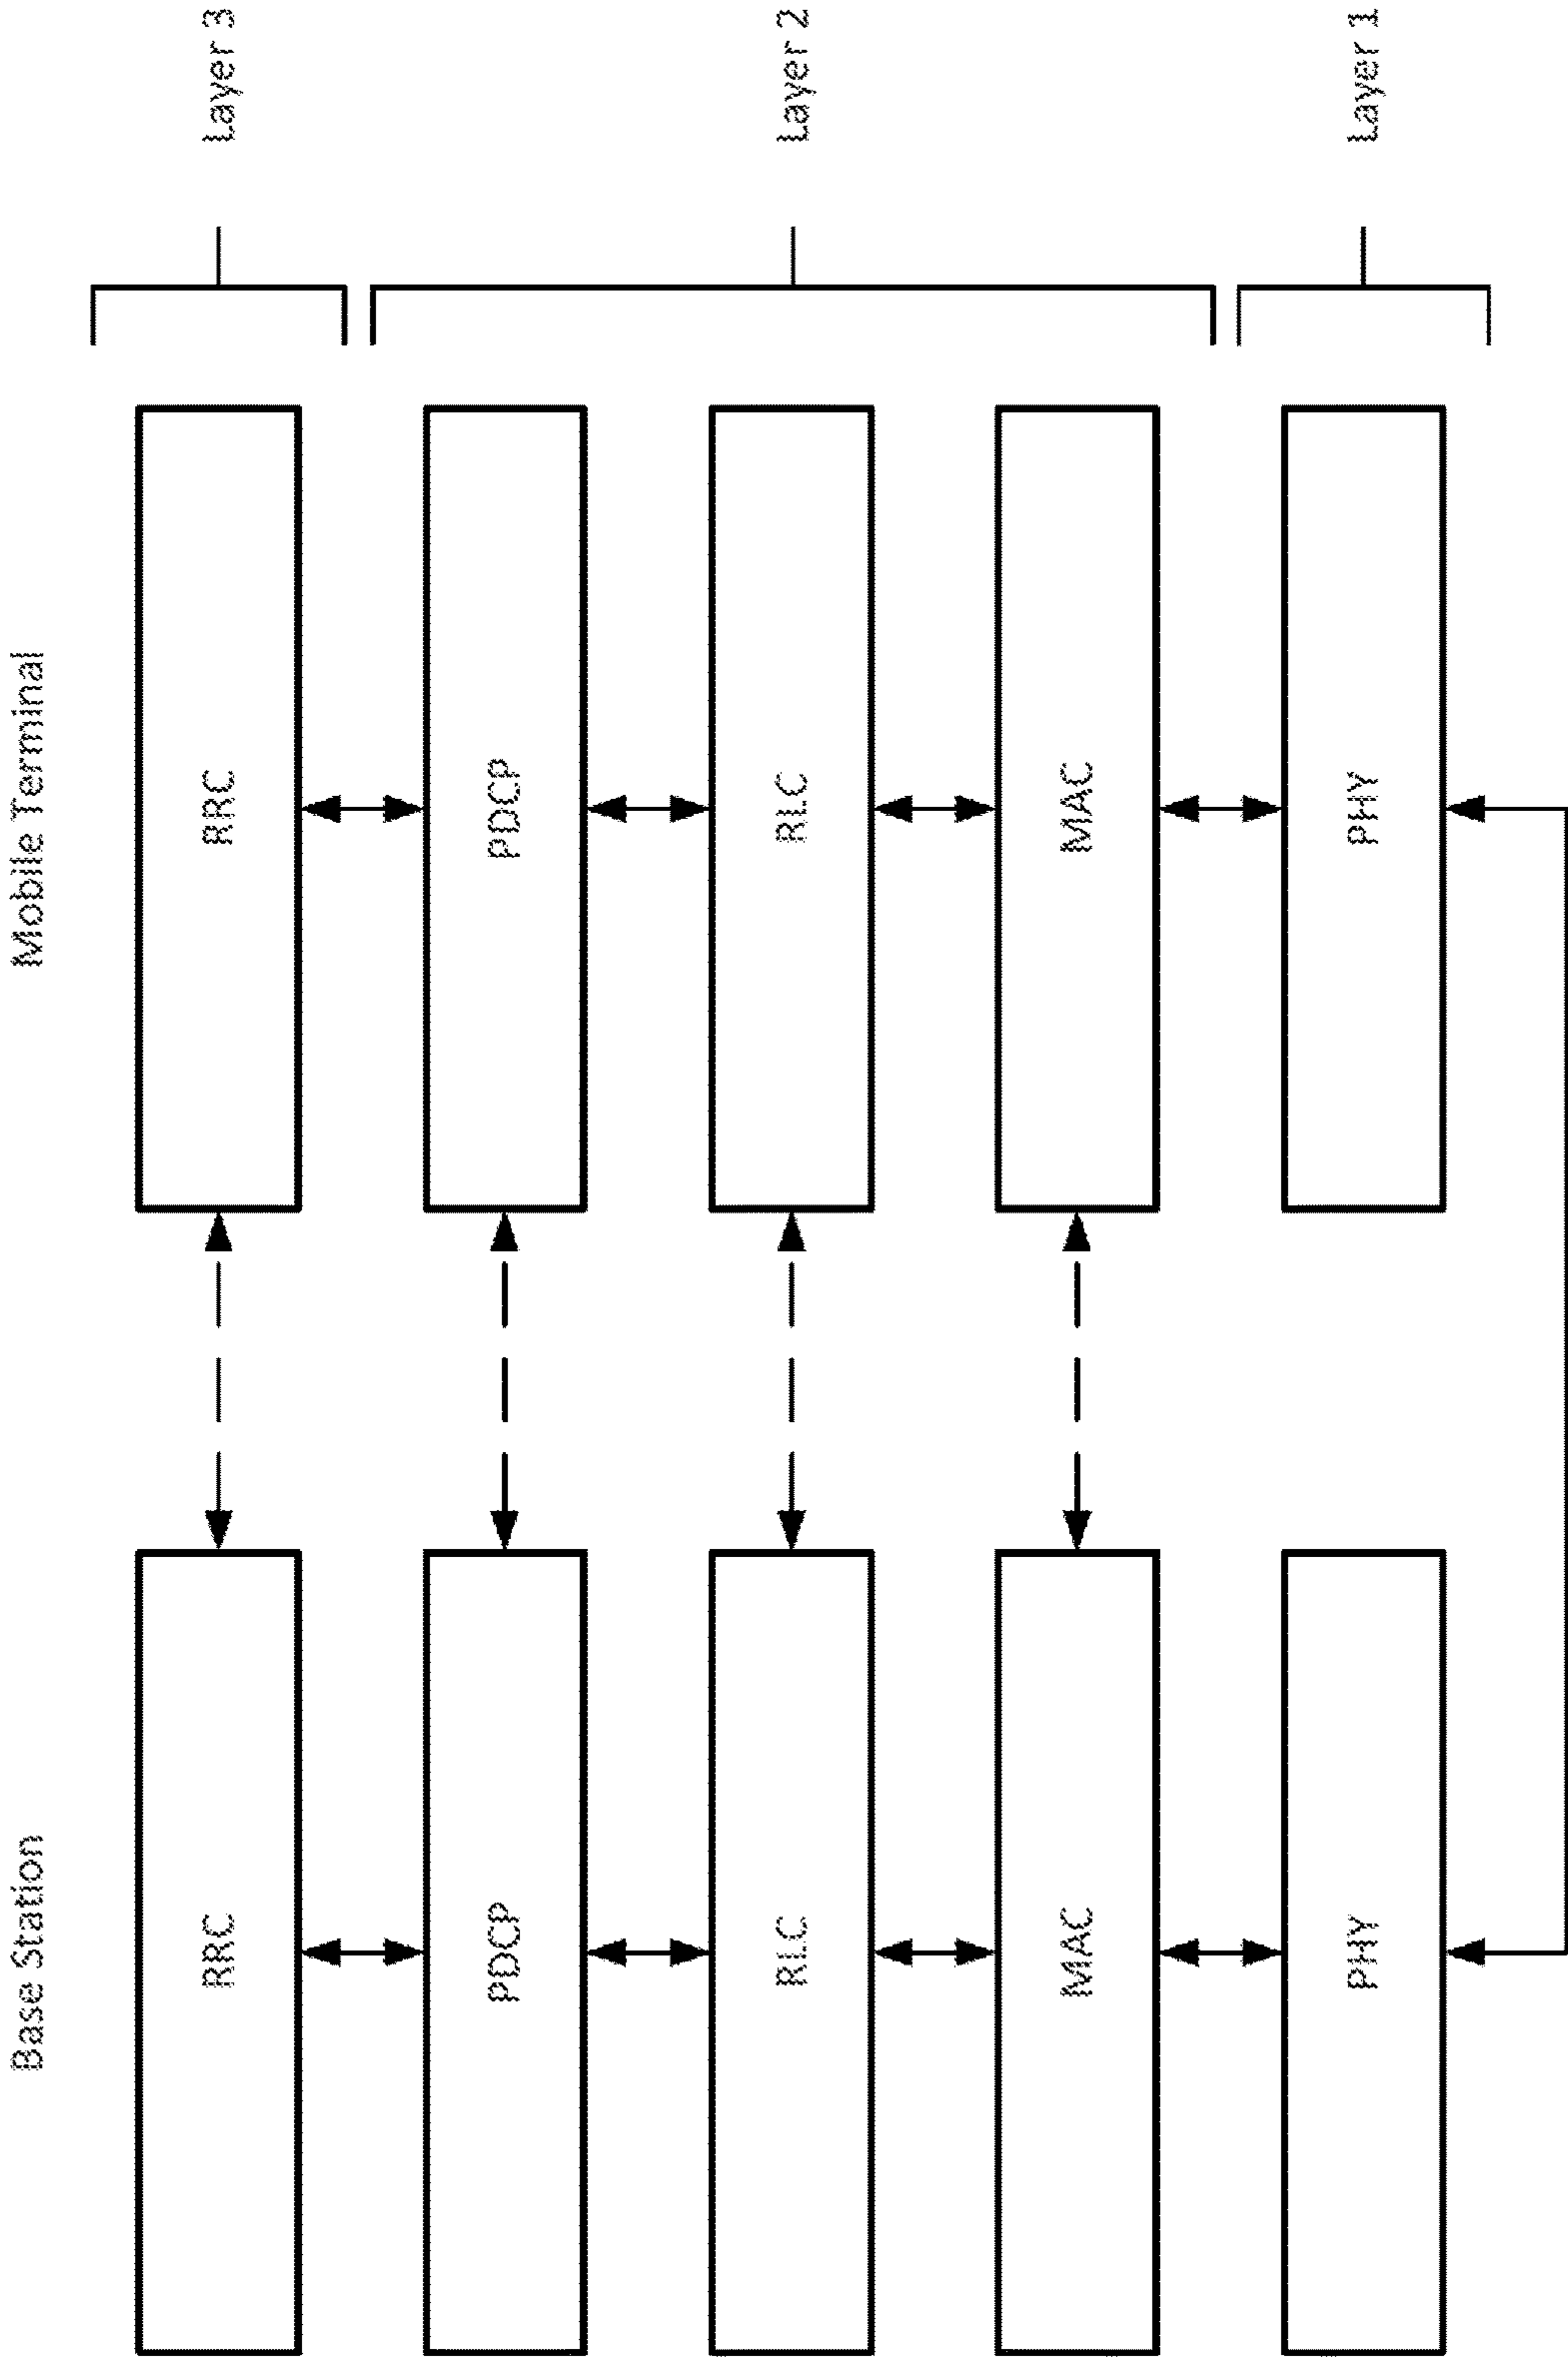 Base Station
Mobile Terminal
RRC
RRC
Layer 3
PDCP
PDCP
RLC
RLC
Layer 2
MAC
MAC
PHY
PHY
Layer 1